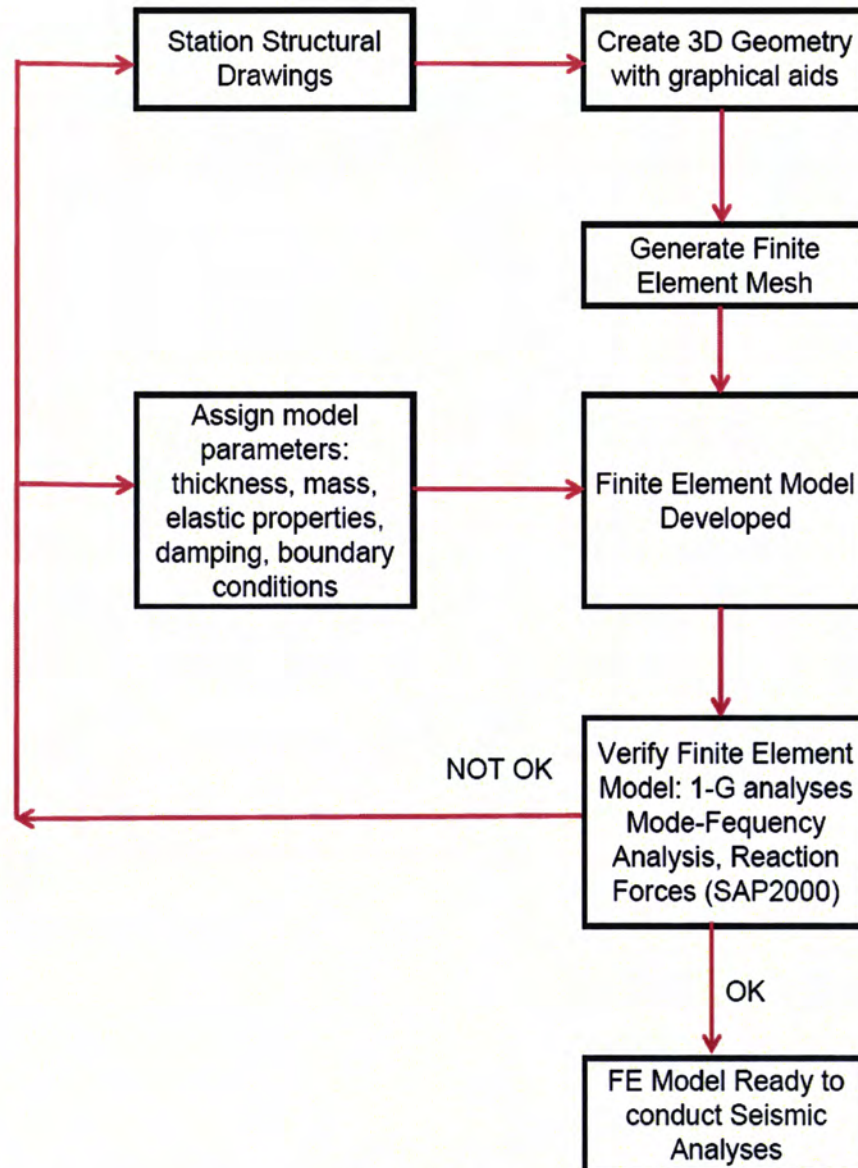 Station Structural
Drawings
Create 3D Geometry
with graphical aids
Generate Finite
Element Mesh
Assign model
parameters:
thickness, mass,
elastic properties,
damping, boundary
conditions
Finite Element Model
Developed
NOT OK
Verify Finite Element
Model: 1-G analyses
Mode-Fequency
Analysis, Reaction
Forces (SAP2000)
OK
FE Model Ready to
conduct Seismic
Analyses